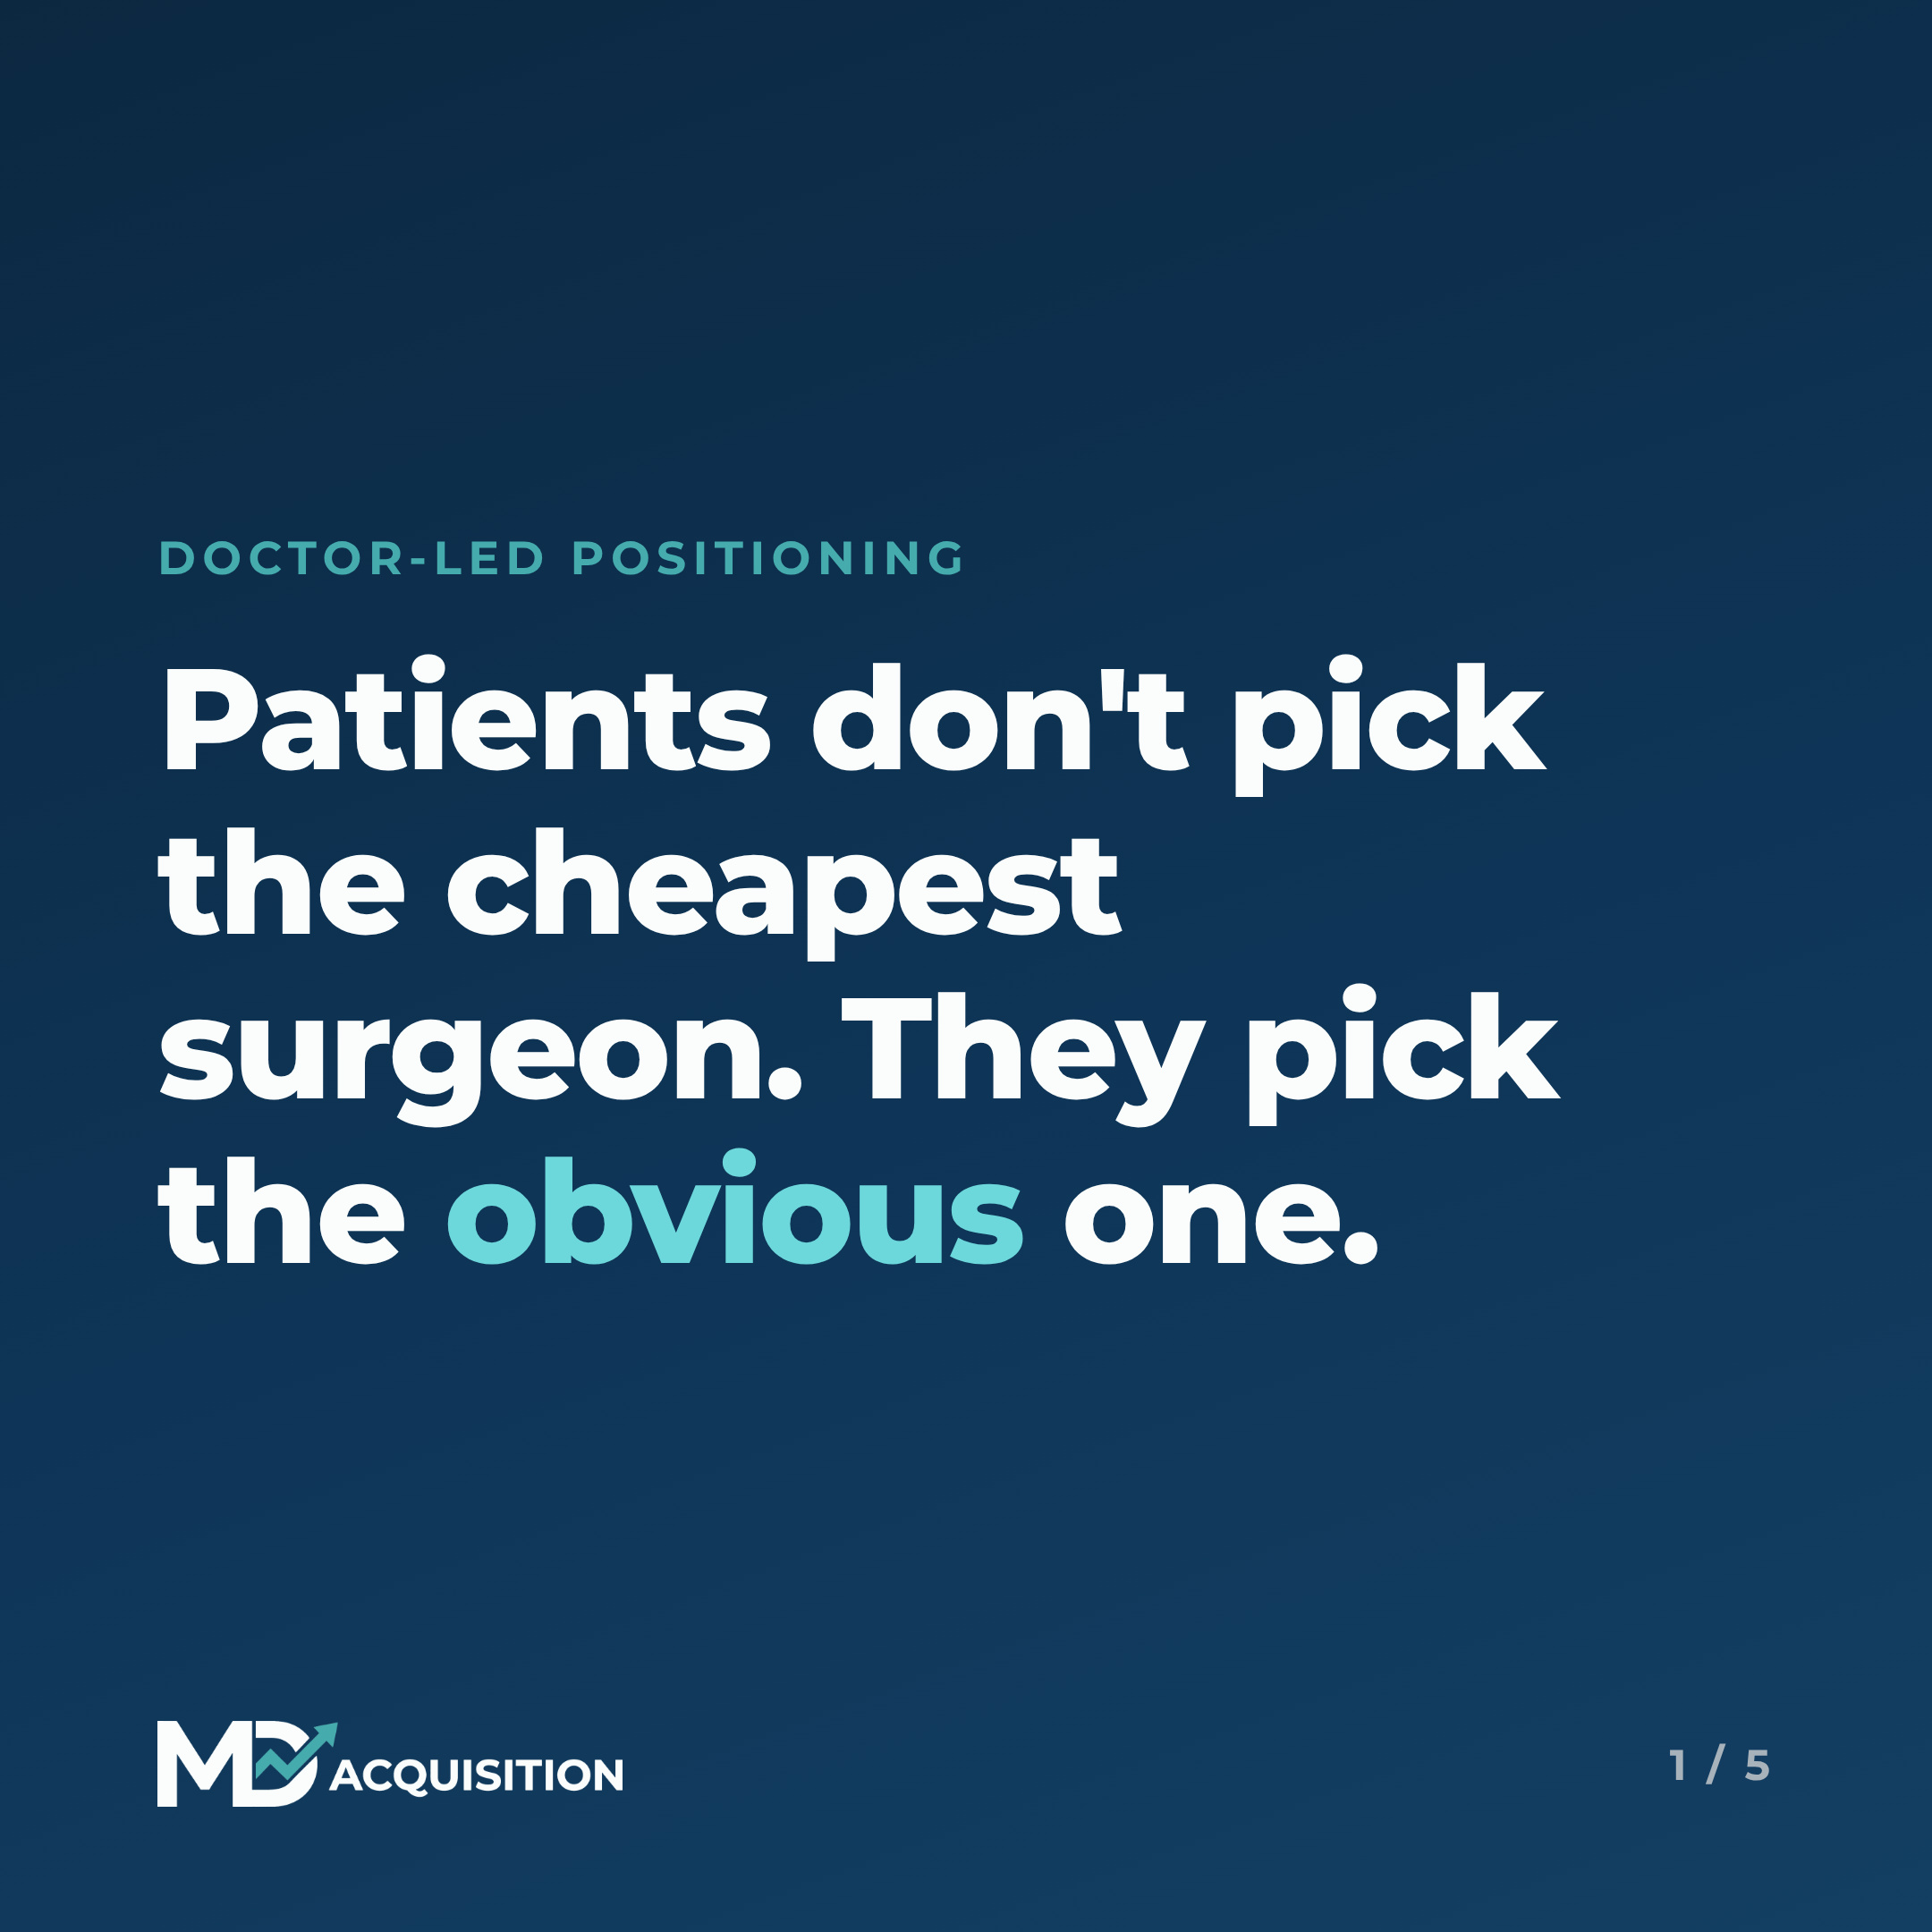 DOCTOR-LED POSITIONING
Patients don't pick
the cheapest
surgeon. They pick
the obvious one.
MD ACQUISITION
1 / 5